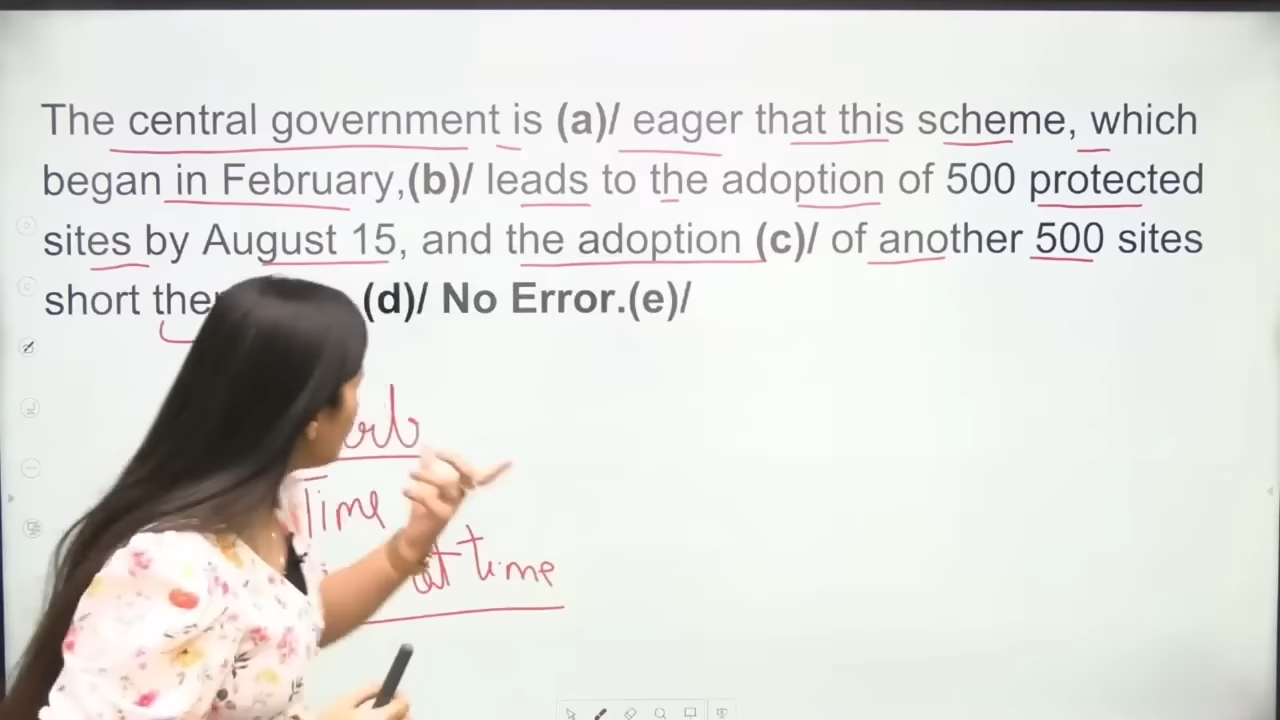 The central government is (a)/ eager that this scheme, which
began in February,(b)/ leads to the adoption of 500 protected
sites by August 15, and the adoption (c)/ of another 500 sites
short (d)/ No Error.(e)/
Time
at time